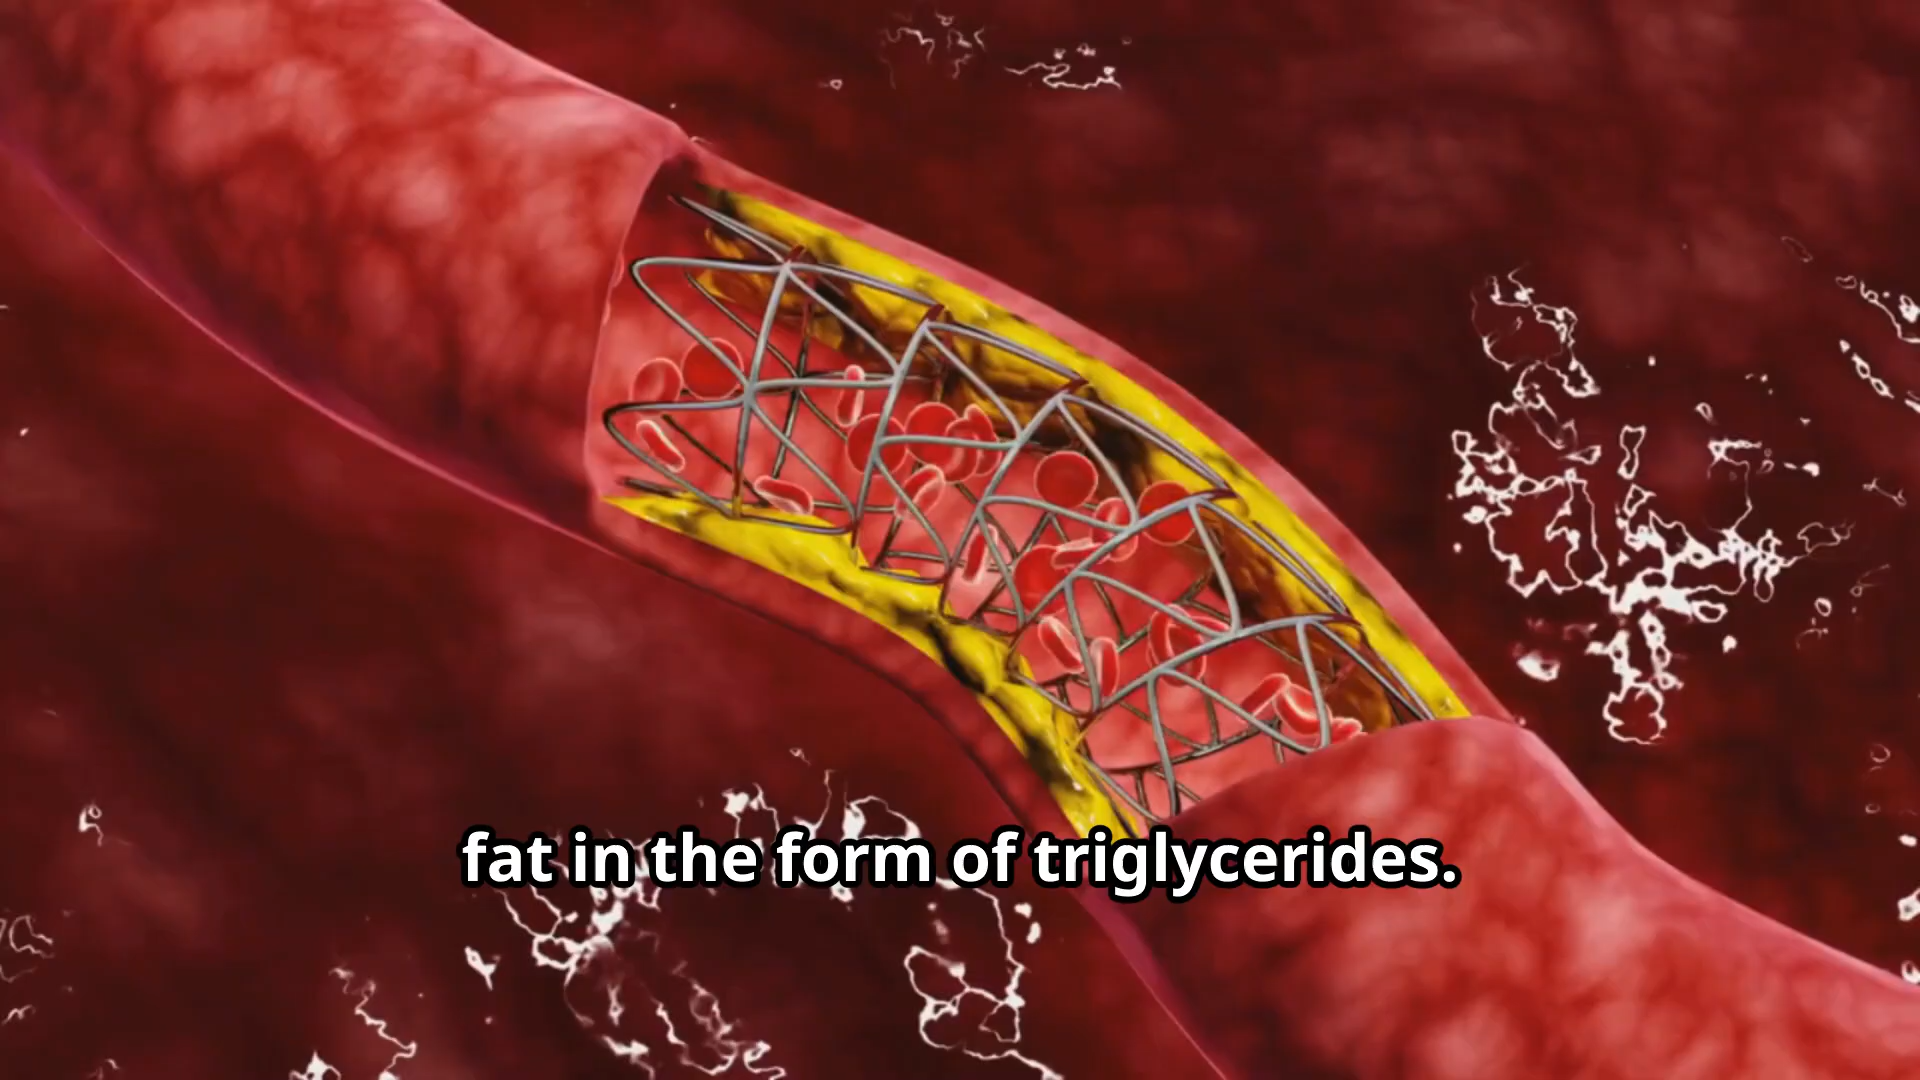 fat in the form of triglycerides.